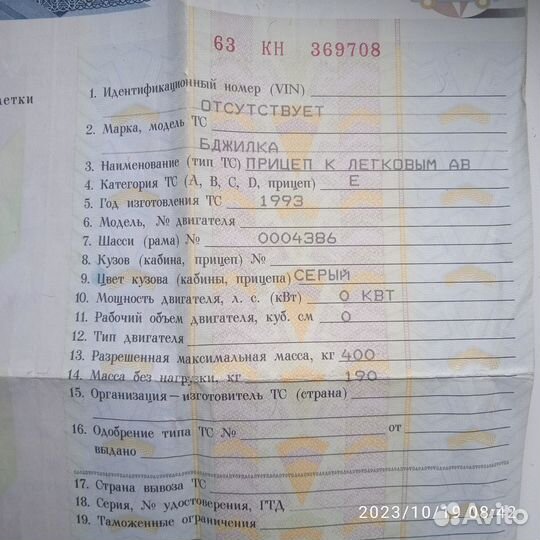 63 КН 369708
етки
1. Идентификационный номер (VIN)
ОТСУТСТВУЕТ
2. Марка, модель ТС
БДЖИЛКА
3. Наименование (тип ТС) ПРИЦЕП К ЛЕГКОВЫМ АВ
4. Категория ТС (A, B, C, D, прицеп) Е
5. Год изготовления ТС 1993
6. Модель, № двигателя
7. Шасси (рама) № 0004386
8. Кузов (кабина, прицеп) №
9. Цвет кузова (кабины, прицепа) СЕРЫЙ
10. Мощность двигателя, л. с. (кВт) 0 КВТ
11. Рабочий объем двигателя, куб. см 0
12. Тип двигателя
13. Разрешенная максимальная масса, кг 400
14. Масса без нагрузки, кг 190
15. Организация—изготовитель ТС (страна)
16. Одобрение типа ТС № от
выдано
17. Страна вывоза ТС
18. Серия, № удостоверения, ГТД
19. Таможенные ограничения
2023/10/19 08:42
Avito